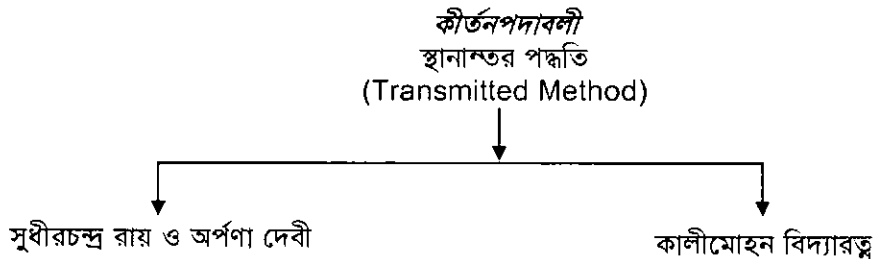 কীর্তনপদাবলী
স্থানান্তর পদ্ধতি
(Transmitted Method)
সুধীরচন্দ্র রায় ও অর্পণা দেবী
কালীমোহন বিদ্যারত্ন